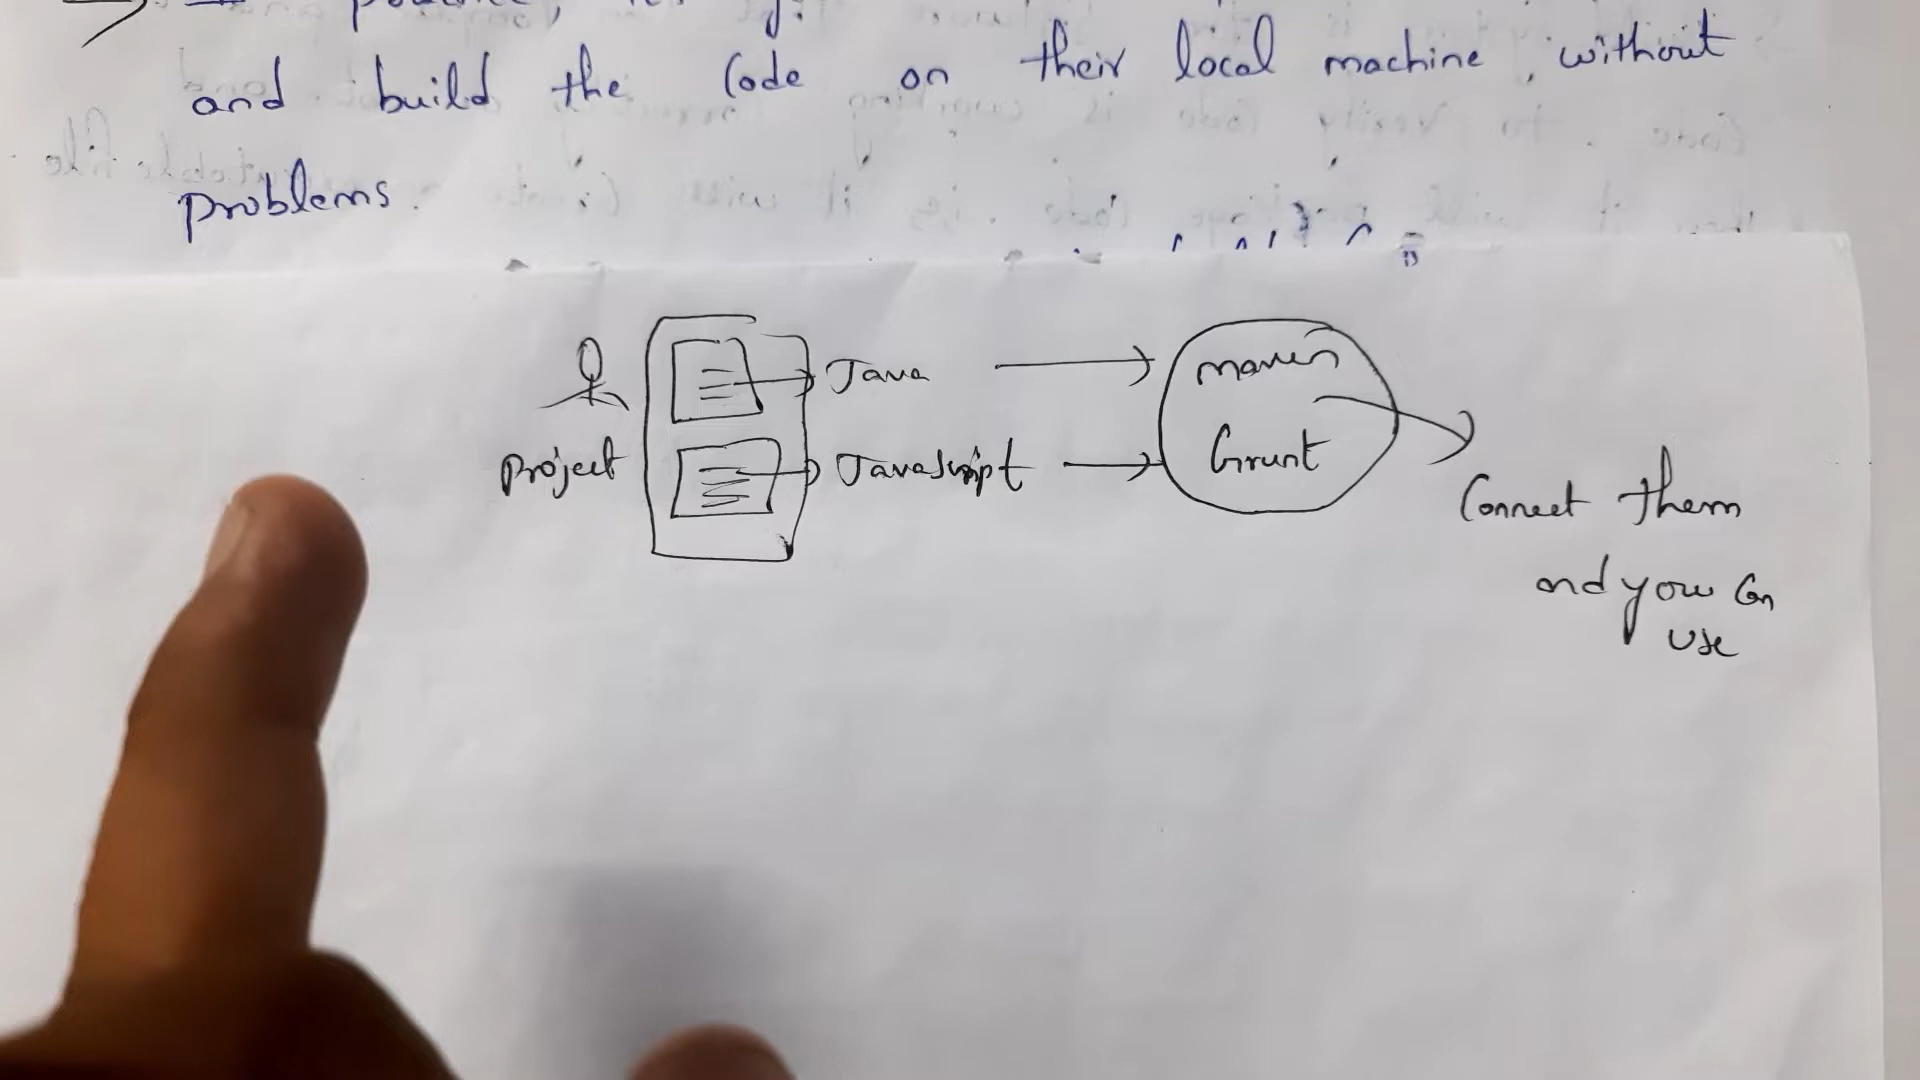 and build the Code on their local machine, without
problems.
Java
maven
Project
JavaScript
Grunt
Connect them
and you can
use